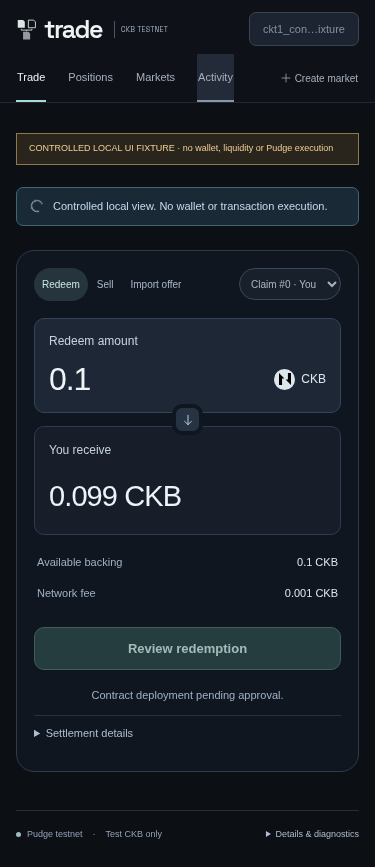 trade | CKB TESTNET ckt1_con…ixture
Trade Positions Markets Activity + Create market
CONTROLLED LOCAL UI FIXTURE · no wallet, liquidity or Pudge execution
Controlled local view. No wallet or transaction execution.
Redeem Sell Import offer Claim #0 · You
Redeem amount
0.1 CKB
You receive
0.099 CKB
Available backing 0.1 CKB
Network fee 0.001 CKB
Review redemption
Contract deployment pending approval.
Settlement details
Pudge testnet · Test CKB only Details & diagnostics